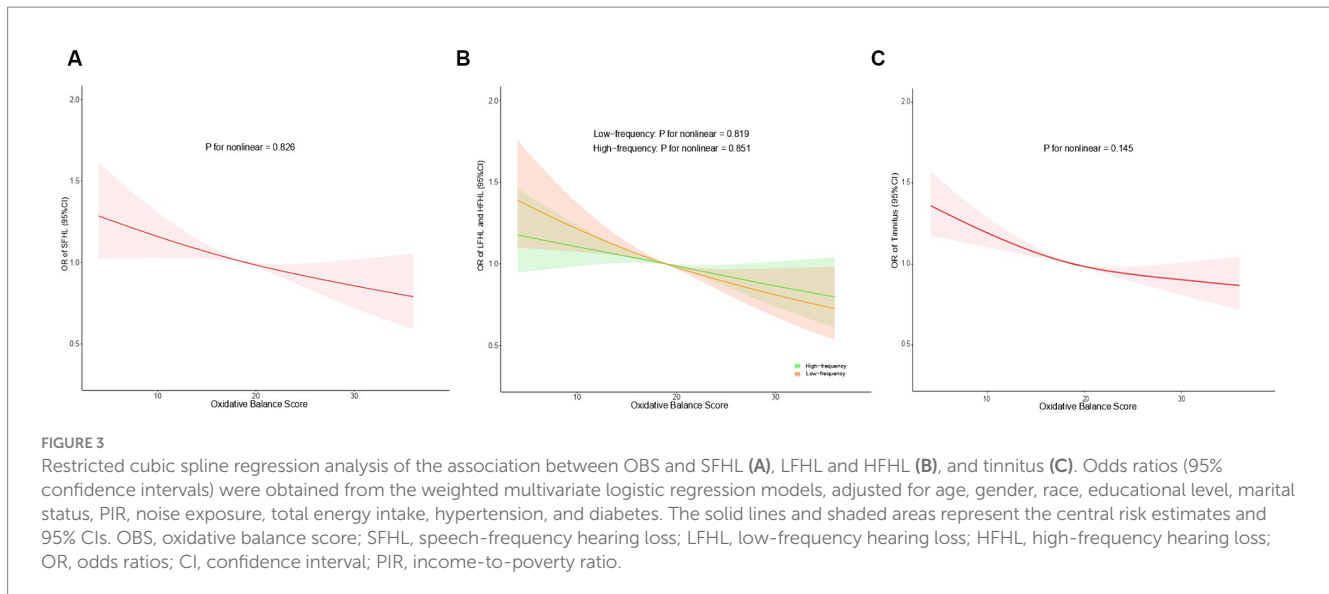 A
B
C
2.0
1.5
1.0
0.5
OR of SFHL (95%CI)
P for nonlinear = 0.826
10
20
30
Oxidative Balance Score
2.0
1.5
1.0
0.5
OR of LFHL and HFHL (95%CI)
Low-frequency: P for nonlinear = 0.819
High-frequency: P for nonlinear = 0.851
High-frequency
Low-frequency
10
20
30
Oxidative Balance Score
2.0
1.5
1.0
0.5
OR of Tinnitus (95%CI)
P for nonlinear = 0.145
10
20
30
Oxidative Balance Score
FIGURE 3
Restricted cubic spline regression analysis of the association between OBS and SFHL (A), LFHL and HFHL (B), and tinnitus (C). Odds ratios (95%
confidence intervals) were obtained from the weighted multivariate logistic regression models, adjusted for age, gender, race, educational level, marital
status, PIR, noise exposure, total energy intake, hypertension, and diabetes. The solid lines and shaded areas represent the central risk estimates and
95% CIs. OBS, oxidative balance score; SFHL, speech-frequency hearing loss; LFHL, low-frequency hearing loss; HFHL, high-frequency hearing loss;
OR, odds ratios; CI, confidence interval; PIR, income-to-poverty ratio.